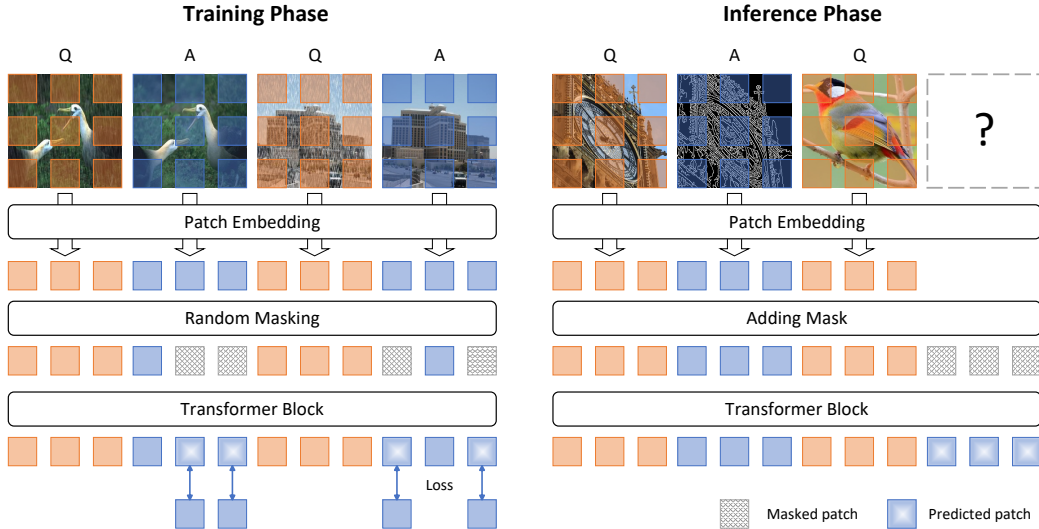 Training Phase
Q A Q A
Patch Embedding
Random Masking
Transformer Block
Loss
Inference Phase
Q A Q
?
Patch Embedding
Adding Mask
Transformer Block
Masked patch
Predicted patch